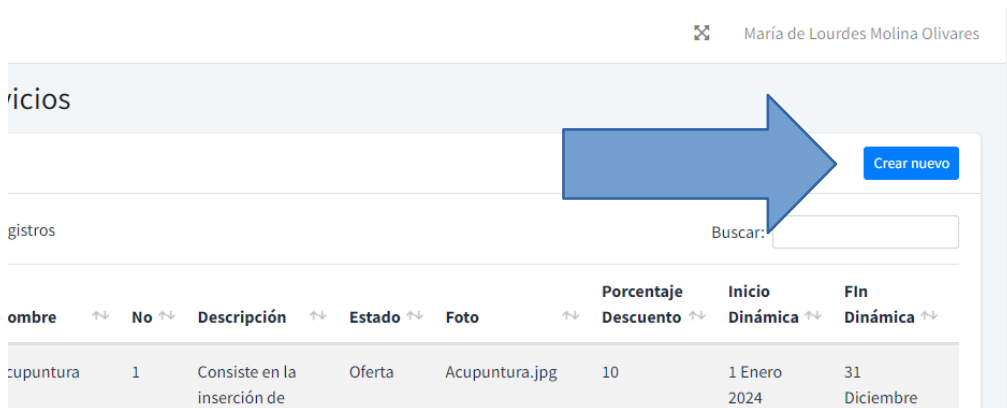 María de Lourdes Molina Olivares
vicios
Crear nuevo
gistros
Buscar:
ombre No Descripción Estado Foto Porcentaje Descuento Inicio Dinámica FIn Dinámica
cupuntura 1 Consiste en la Oferta Acupuntura.jpg 10 1 Enero 31
inserción de 2024 Diciembre